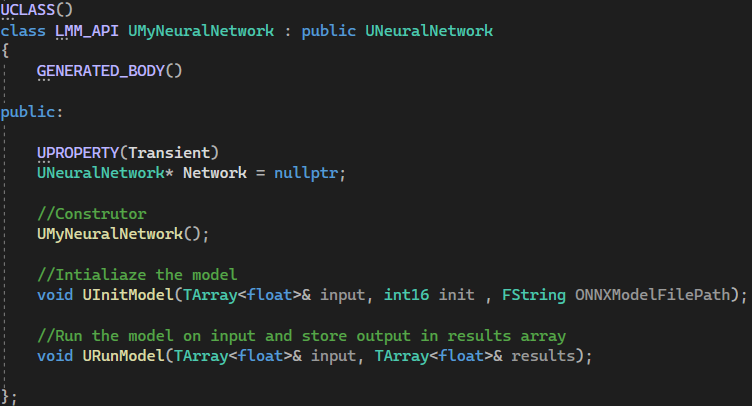 UCLASS()
class LMM_API UMyNeuralNetwork : public UNeuralNetwork
{
GENERATED_BODY()
public:
UPROPERTY(Transient)
UNeuralNetwork* Network = nullptr;
//Construtor
UMyNeuralNetwork();
//Intialiaze the model
void UInitModel(TArray<float>& input, int16 init , FString ONNXModelFilePath);
//Run the model on input and store output in results array
void URunModel(TArray<float>& input, TArray<float>& results);
};